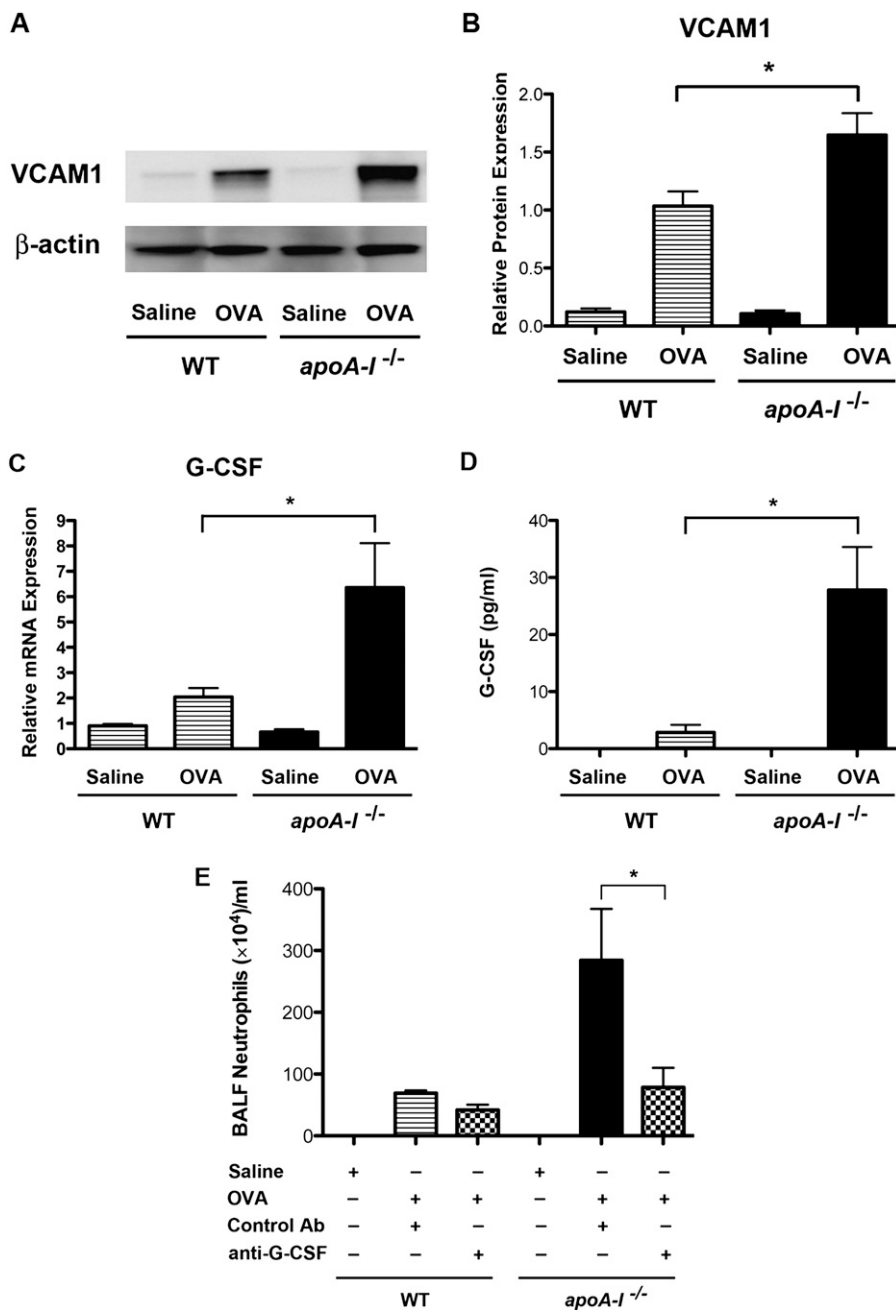 A
VCAM1
β-actin
Saline OVA Saline OVA
WT apoA-I -/-
B
VCAM1
*
Relative Protein Expression
2.0
1.5
1.0
0.5
0.0
Saline OVA Saline OVA
WT apoA-I -/-
C
G-CSF
*
Relative mRNA Expression
9
8
7
6
5
4
3
2
1
0
Saline OVA Saline OVA
WT apoA-I -/-
D
*
G-CSF (pg/ml)
40
30
20
10
0
Saline OVA Saline OVA
WT apoA-I -/-
E
*
BALF Neutrophils (×10⁴)/ml
400
300
200
100
0
Saline + – – + – –
OVA – + + – + +
Control Ab – + – – + –
anti-G-CSF – – + – – +
WT apoA-I -/-